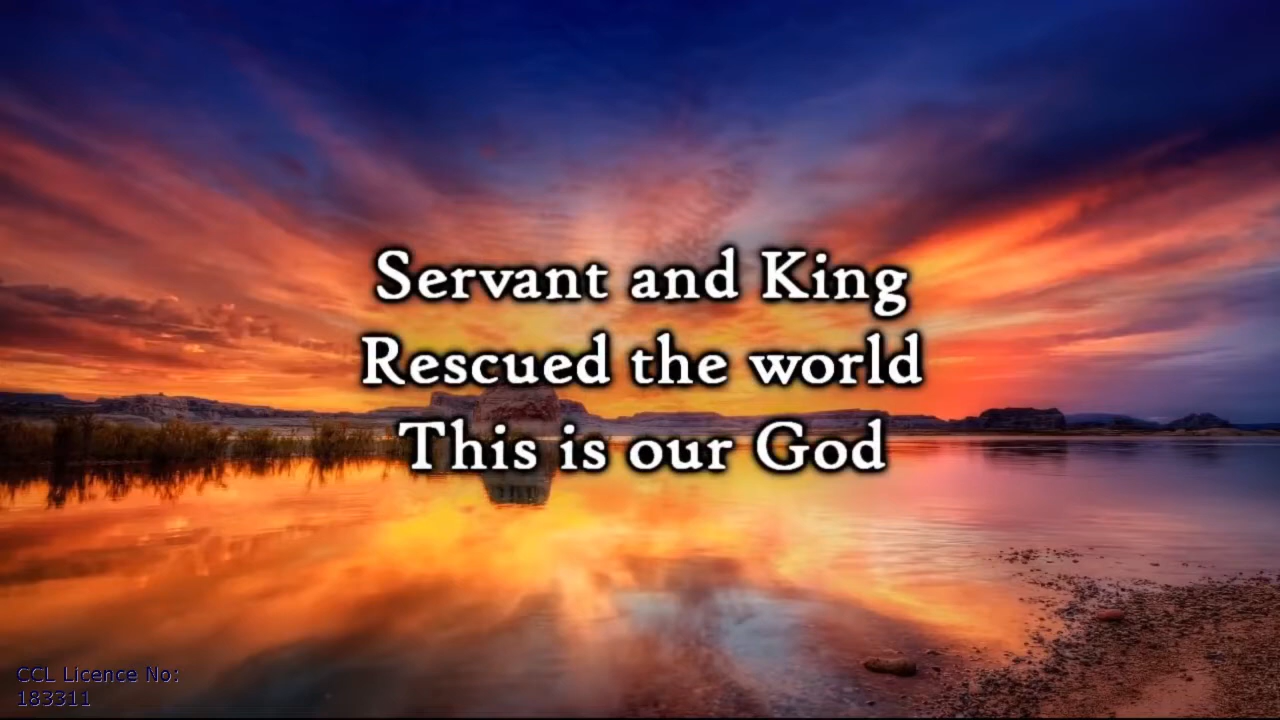 Servant and King
Rescued the world
This is our God
CCL Licence No:
183311